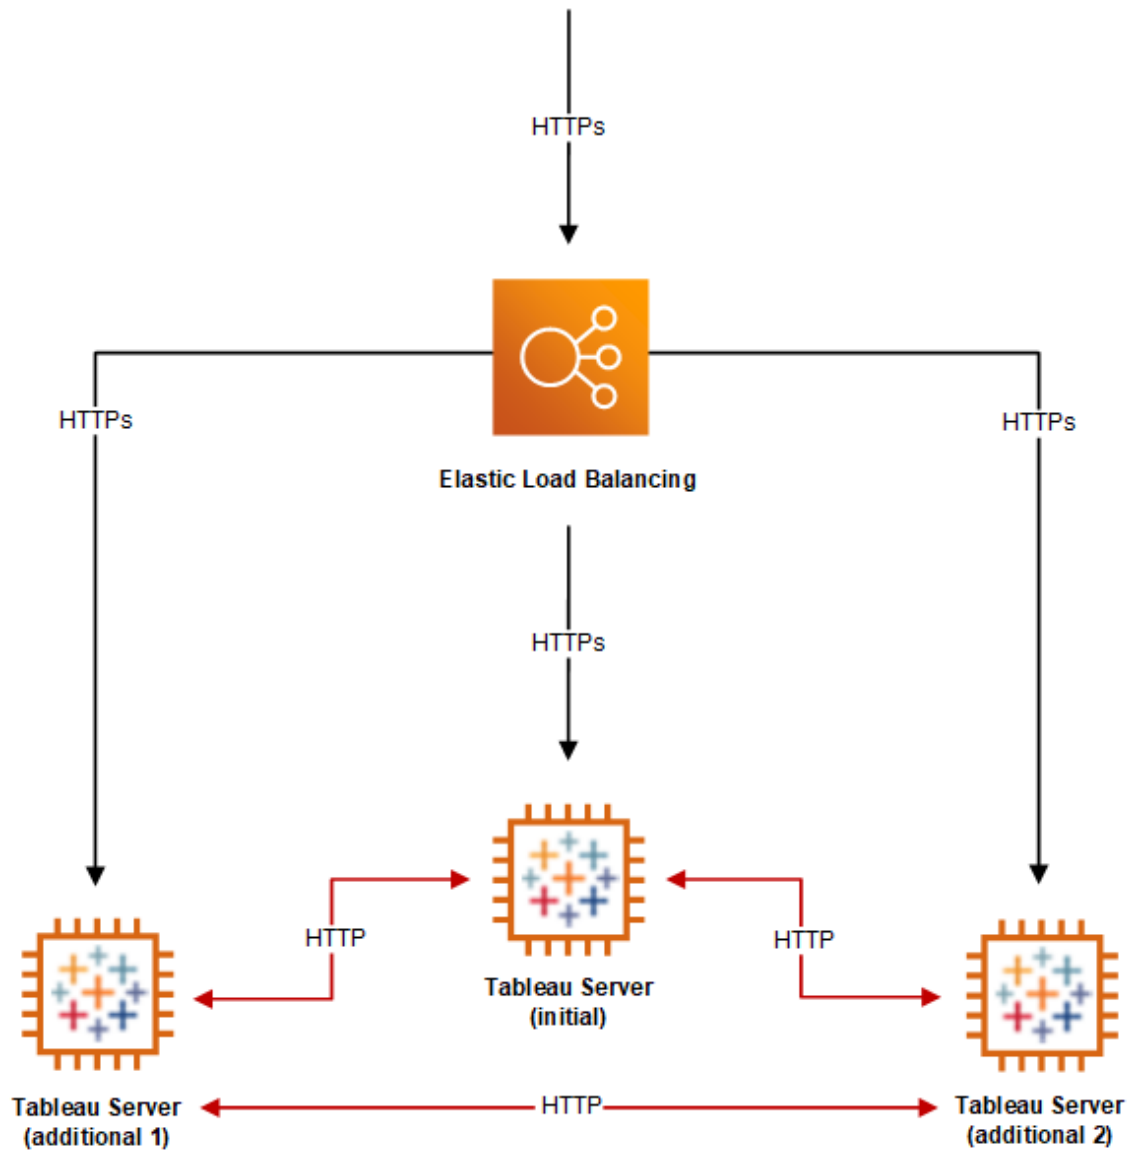 HTTPs
HTTPs
HTTPs
Elastic Load Balancing
HTTPs
HTTP
HTTP
Tableau Server
(initial)
Tableau Server
(additional 1)
HTTP
Tableau Server
(additional 2)